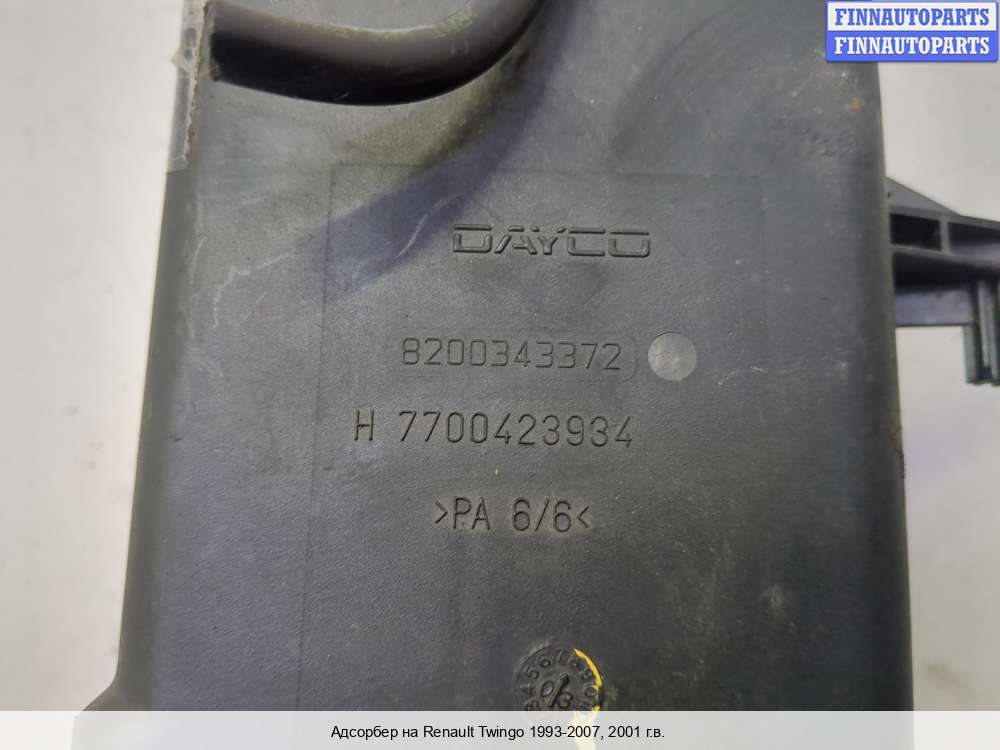 FINNAUTOPARTS
FINNAUTOPARTS
DAYCO
8200343372
H 7700423934
>PA 6/6<
Адсорбер на Renault Twingo 1993-2007, 2001 г.в.